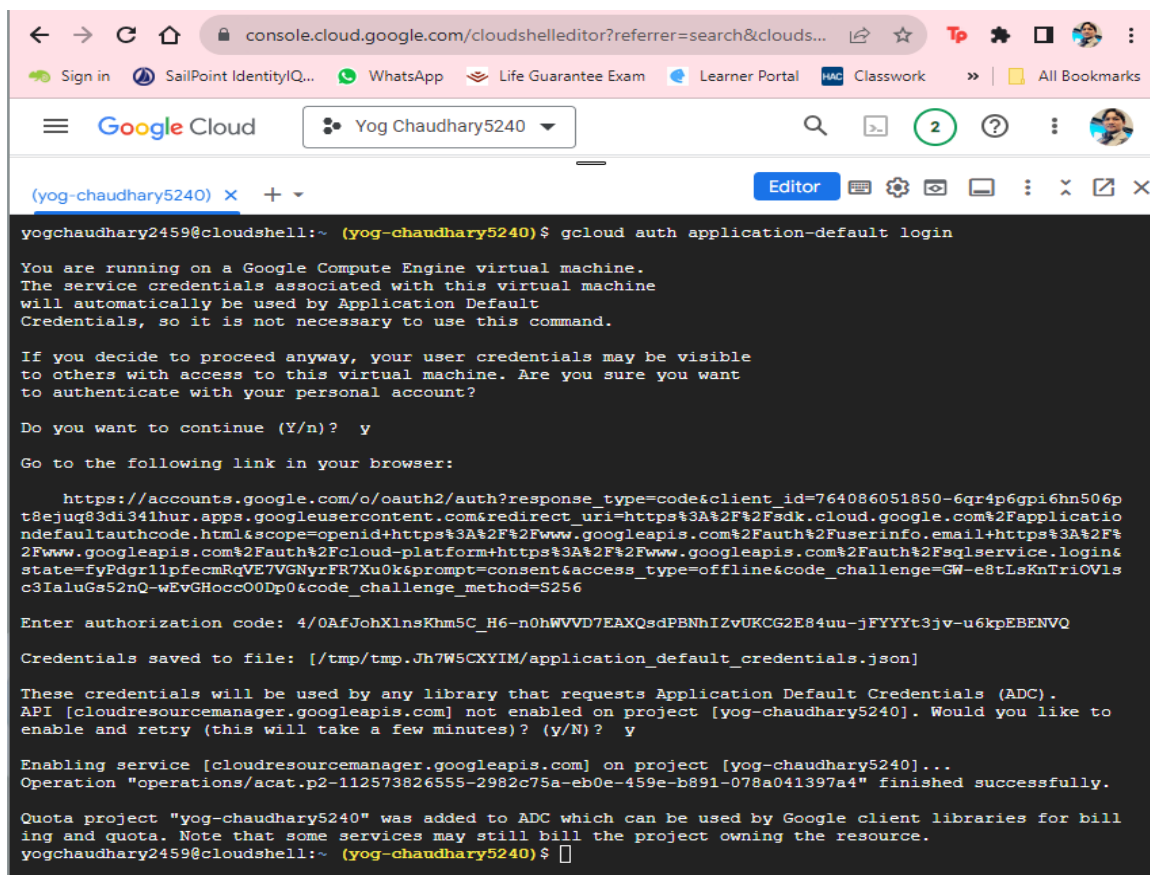 console.cloud.google.com/cloudshelleditor?referrer=search&clouds...
Tp
Sign in SailPoint IdentityIQ... WhatsApp Life Guarantee Exam Learner Portal HAC Classwork » All Bookmarks
Google Cloud Yog Chaudhary5240 2 ?
(yog-chaudhary5240) × + Editor
yogchaudhary2459@cloudshell:~ (yog-chaudhary5240)$ gcloud auth application-default login
You are running on a Google Compute Engine virtual machine.
The service credentials associated with this virtual machine
will automatically be used by Application Default
Credentials, so it is not necessary to use this command.
If you decide to proceed anyway, your user credentials may be visible
to others with access to this virtual machine. Are you sure you want
to authenticate with your personal account?
Do you want to continue (Y/n)?  y
Go to the following link in your browser:
https://accounts.google.com/o/oauth2/auth?response_type=code&client_id=764086051850-6qr4p6gpi6hn506p
t8ejuq83di341hur.apps.googleusercontent.com&redirect_uri=https%3A%2F%2Fsdk.cloud.google.com%2Fapplicatio
ndefaultauthcode.html&scope=openid+https%3A%2F%2Fwww.googleapis.com%2Fauth%2Fuserinfo.email+https%3A%2F%
2Fwww.googleapis.com%2Fauth%2Fcloud-platform+https%3A%2F%2Fwww.googleapis.com%2Fauth%2Fsqlservice.login&
state=fyPdgr11pfecmRqVE7VGNyrFR7Xu0k&prompt=consent&access_type=offline&code_challenge=GW-e8tLsKnTriOVls
c3IaluGs52nQ-wEvGHoccO0Dp0&code_challenge_method=S256
Enter authorization code: 4/0AfJohXlnsKhm5C_H6-n0hWVVD7EAXQsdPBNhIZvUKCG2E84uu-jFYYYt3jv-u6kpEBENVQ
Credentials saved to file: [/tmp/tmp.Jh7W5CXYIM/application_default_credentials.json]
These credentials will be used by any library that requests Application Default Credentials (ADC).
API [cloudresourcemanager.googleapis.com] not enabled on project [yog-chaudhary5240]. Would you like to
enable and retry (this will take a few minutes)? (y/N)?  y
Enabling service [cloudresourcemanager.googleapis.com] on project [yog-chaudhary5240]...
Operation "operations/acat.p2-112573826555-2982c75a-eb0e-459e-b891-078a041397a4" finished successfully.
Quota project "yog-chaudhary5240" was added to ADC which can be used by Google client libraries for bill
ing and quota. Note that some services may still bill the project owning the resource.
yogchaudhary2459@cloudshell:~ (yog-chaudhary5240)$